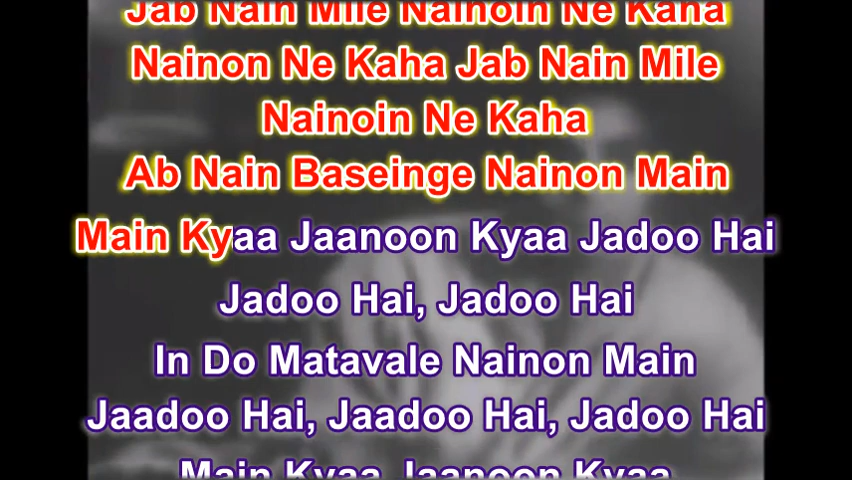 Jab Nain Mile Nainoin Ne Kaha
Nainon Ne Kaha Jab Nain Mile
Nainoin Ne Kaha
Ab Nain Baseinge Nainon Main
Main Kyaa Jaanoon Kyaa Jadoo Hai
Jadoo Hai, Jadoo Hai
In Do Matavale Nainon Main
Jaadoo Hai, Jaadoo Hai, Jadoo Hai
Main Kyaa Jaanoon Kyaa